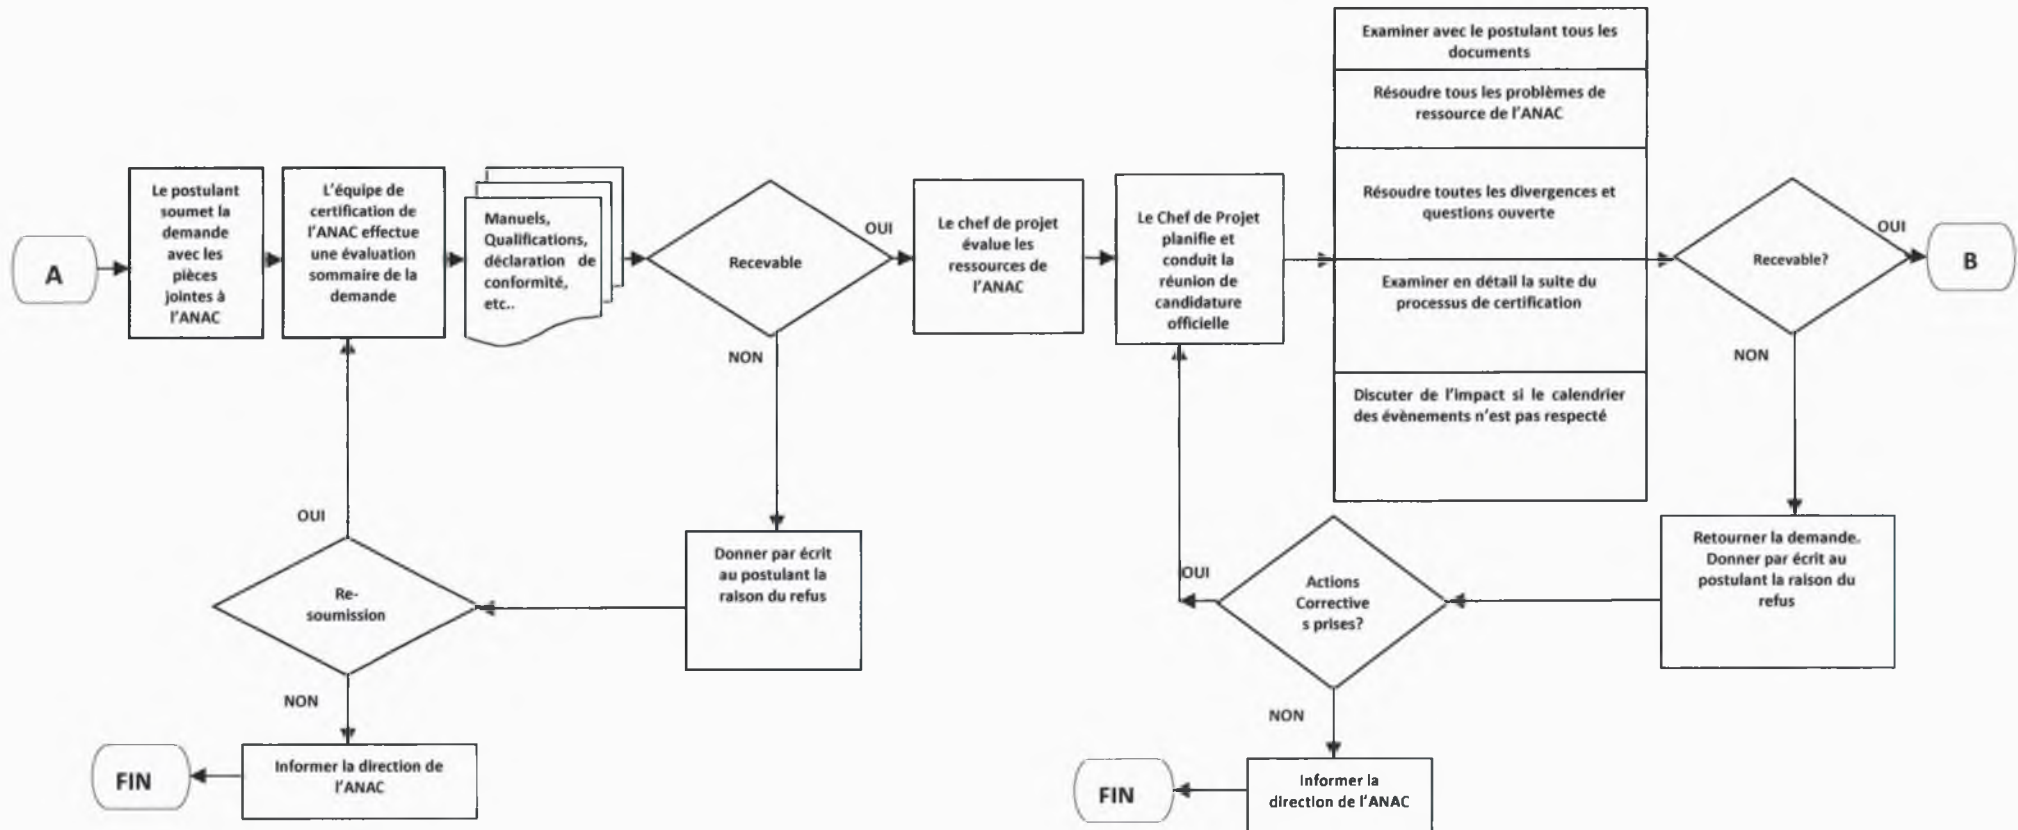 A
Le postulant
soumet la
demande
avec les
pièces
jointes à
l'ANAC
L'équipe de
certification de
l'ANAC effectue
une évaluation
sommaire de la
demande
Manuels,
Qualifications,
déclaration de
conformité,
etc..
Recevable
OUI
NON
Le chef de projet
évalue les
ressources de
l'ANAC
Le Chef de Projet
planifie et
conduit la
réunion de
candidature
officielle
Examiner avec le postulant tous les
documents
Résoudre tous les problèmes de
ressource de l'ANAC
Résoudre toutes les divergences et
questions ouverte
Examiner en détail la suite du
processus de certification
Discuter de l'impact si le calendrier
des évènements n'est pas respecté
Recevable?
OUI
B
NON
Donner par écrit
au postulant la
raison du refus
OUI
Re-
soumission
NON
Informer la direction de
l'ANAC
FIN
Retourner la demande.
Donner par écrit au
postulant la raison du
refus
OUI
Actions
Corrective
s prises?
NON
Informer la
direction de l'ANAC
FIN